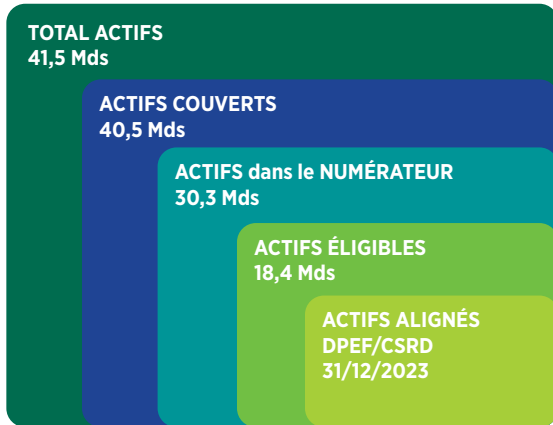 TOTAL ACTIFS
41,5 Mds
ACTIFS COUVERTS
40,5 Mds
ACTIFS dans le NUMÉRATEUR
30,3 Mds
ACTIFS ÉLIGIBLES
18,4 Mds
ACTIFS ALIGNÉS
DPEF/CSRD
31/12/2023